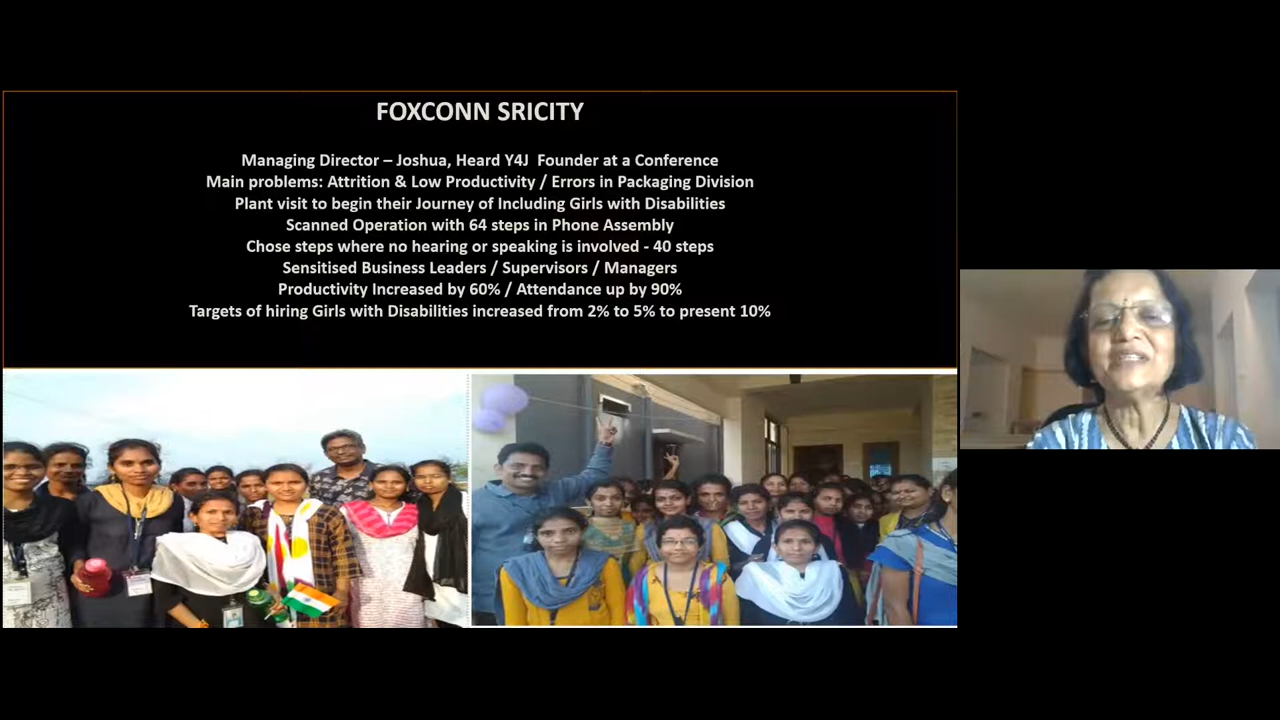 FOXCONN SRICITY
Managing Director – Joshua, Heard Y4J Founder at a Conference
Main problems: Attrition & Low Productivity / Errors in Packaging Division
Plant visit to begin their Journey of Including Girls with Disabilities
Scanned Operation with 64 steps in Phone Assembly
Chose steps where no hearing or speaking is involved - 40 steps
Sensitised Business Leaders / Supervisors / Managers
Productivity Increased by 60% / Attendance up by 90%
Targets of hiring Girls with Disabilities increased from 2% to 5% to present 10%